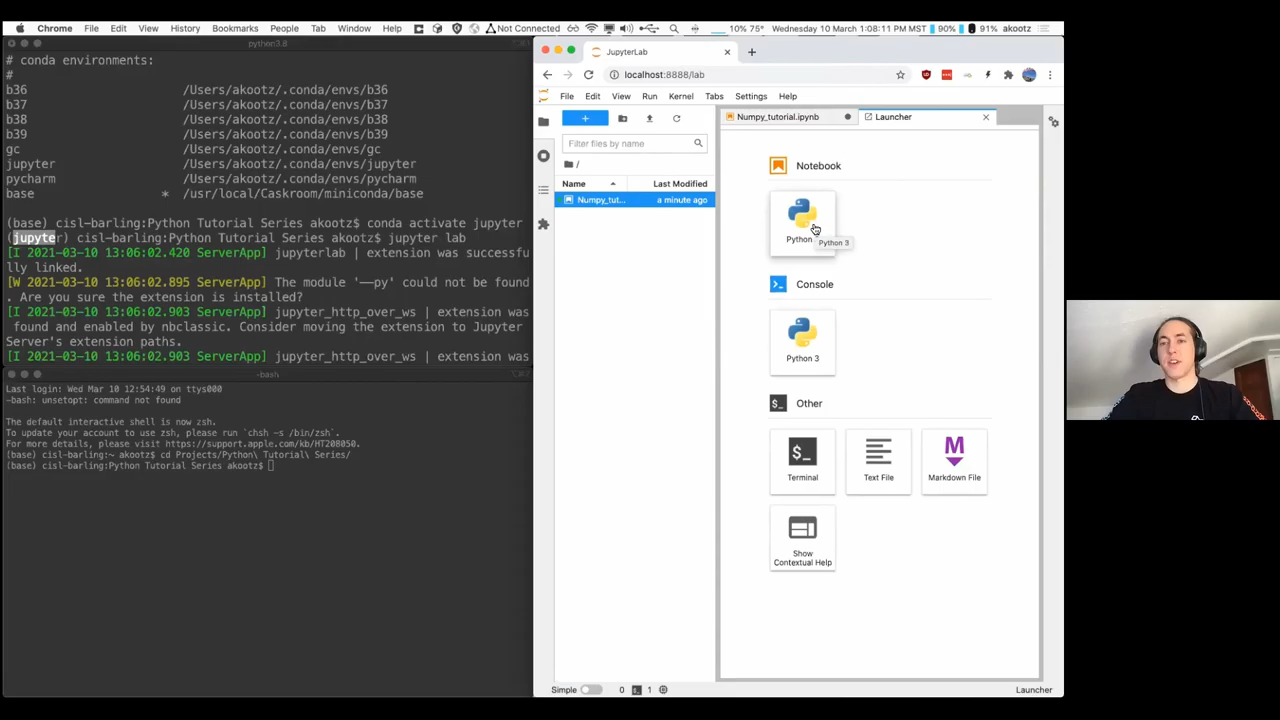 Chrome File Edit View History Bookmarks People Tab Window Help Not Connected 10% 75° Wednesday 10 March 1:08:11 PM MST 90% 91% akootz
python3.8
# conda environments:
#
b36 /Users/akootz/.conda/envs/b36
b37 /Users/akootz/.conda/envs/b37
b38 /Users/akootz/.conda/envs/b38
b39 /Users/akootz/.conda/envs/b39
gc /Users/akootz/.conda/envs/gc
jupyter /Users/akootz/.conda/envs/jupyter
pycharm /Users/akootz/.conda/envs/pycharm
base * /usr/local/Caskroom/miniconda/base
(base) cisl-barling:Python Tutorial Series akootz$ conda activate jupyter
(jupyter) cisl-barling:Python Tutorial Series akootz$ jupyter lab
[I 2021-03-10 13:06:02.420 ServerApp] jupyterlab | extension was successfu
lly linked.
[W 2021-03-10 13:06:02.895 ServerApp] The module '--py' could not be found
. Are you sure the extension is installed?
[I 2021-03-10 13:06:02.903 ServerApp] jupyter_http_over_ws | extension was
found and enabled by nbclassic. Consider moving the extension to Jupyter
Server's extension paths.
[I 2021-03-10 13:06:02.903 ServerApp] jupyter_http_over_ws | extension was
-bash
Last login: Wed Mar 10 12:54:49 on ttys000
-bash: unsetopt: command not found
The default interactive shell is now zsh.
To update your account to use zsh, please run `chsh -s /bin/zsh`.
For more details, please visit https://support.apple.com/kb/HT208050.
(base) cisl-barling:~ akootz$ cd Projects/Python\ Tutorial\ Series/
(base) cisl-barling:Python Tutorial Series akootz$
JupyterLab
localhost:8888/lab
File Edit View Run Kernel Tabs Settings Help
Filter files by name
/
Name Last Modified
Numpy_tut... a minute ago
Numpy_tutorial.ipynb Launcher
Notebook
Python
Python 3
Console
Python 3
Other
$_
Terminal
Text File
M
Markdown File
Show
Contextual Help
Simple 0 1 Launcher